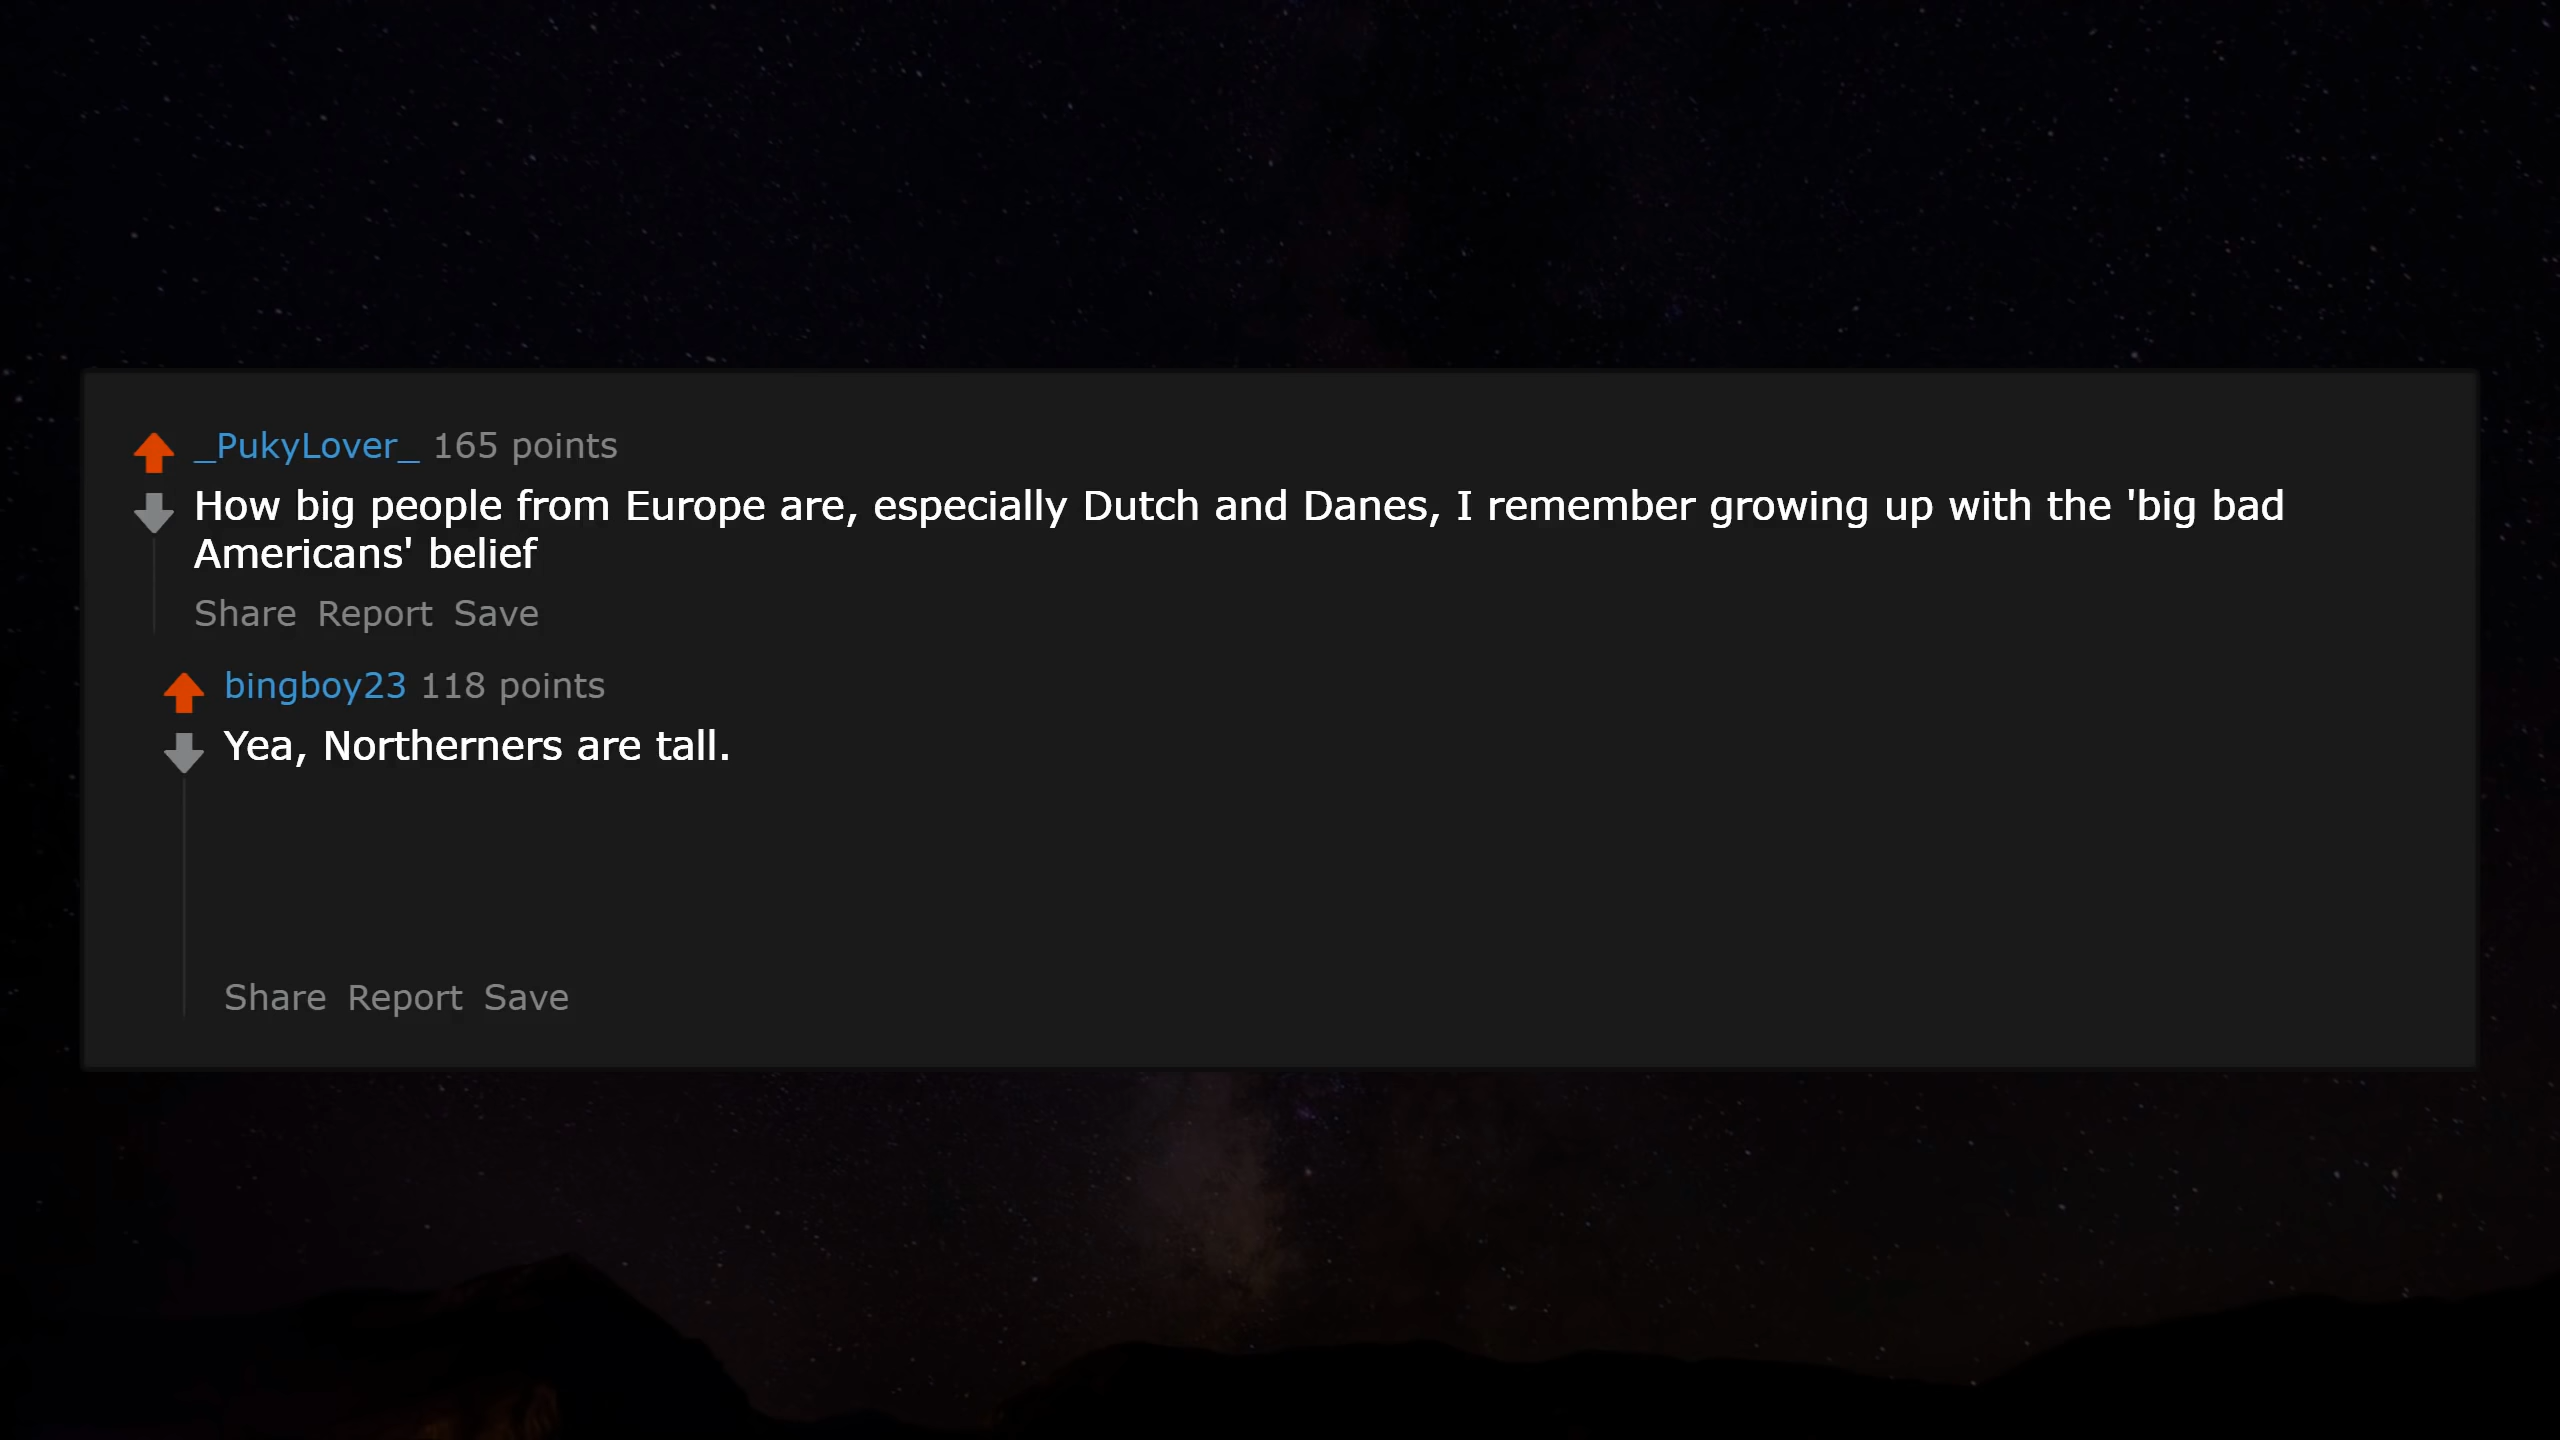 _PukyLover_ 165 points
How big people from Europe are, especially Dutch and Danes, I remember growing up with the 'big bad
Americans' belief
Share Report Save
bingboy23 118 points
Yea, Northerners are tall.
Share Report Save